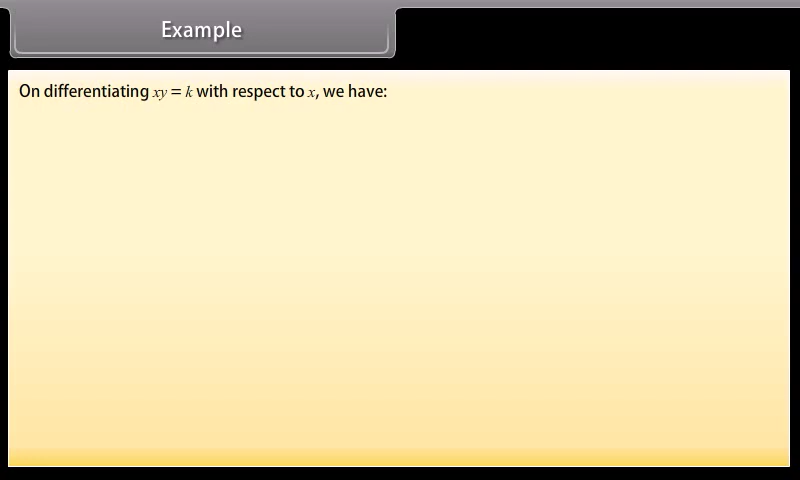 Example
On differentiating xy = k with respect to x, we have: